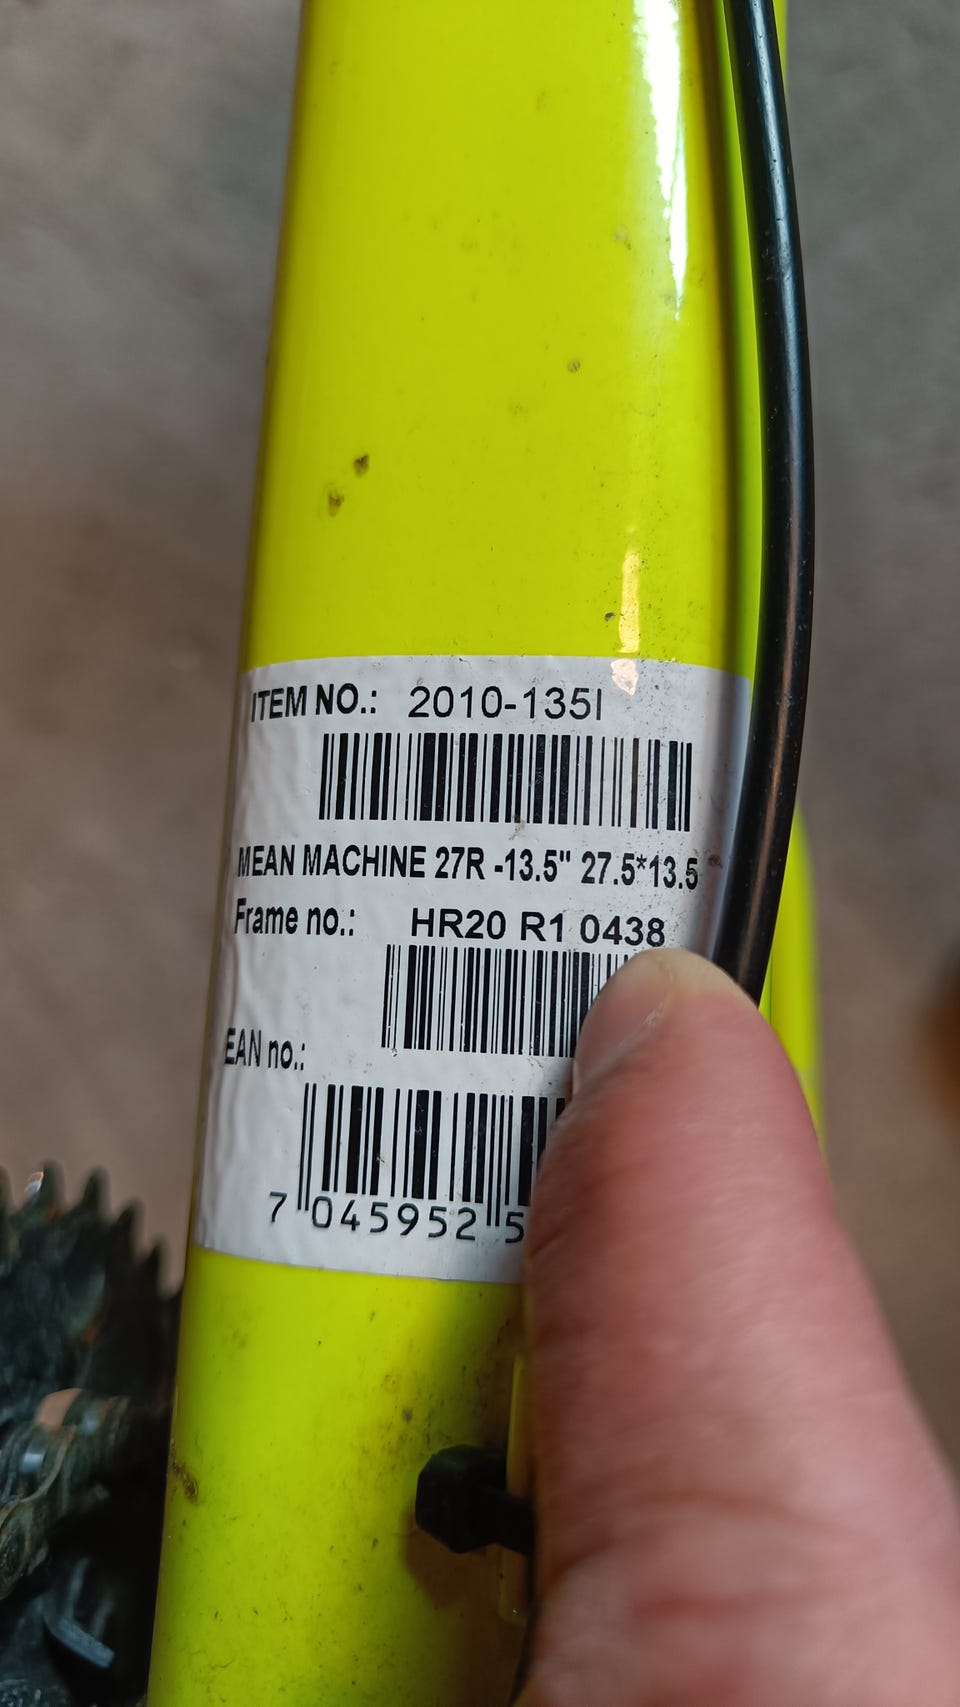 ITEM NO.: 2010-135I
MEAN MACHINE 27R -13.5" 27.5*13.5
Frame no.: HR20 R1 0438
EAN no.:
7 045952 5